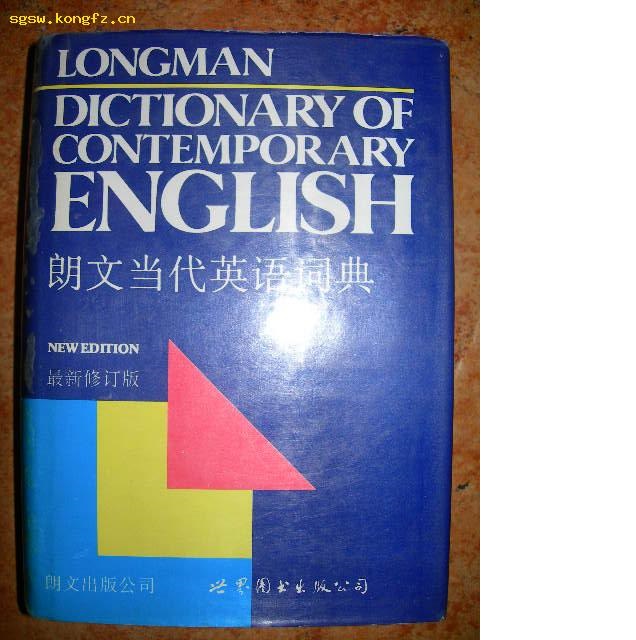 sgsw.kongfz.cn
LONGMAN
DICTIONARY OF
CONTEMPORARY
ENGLISH
朗文当代英语词典
NEW EDITION
最新修订版
朗文出版公司 世界图书出版公司